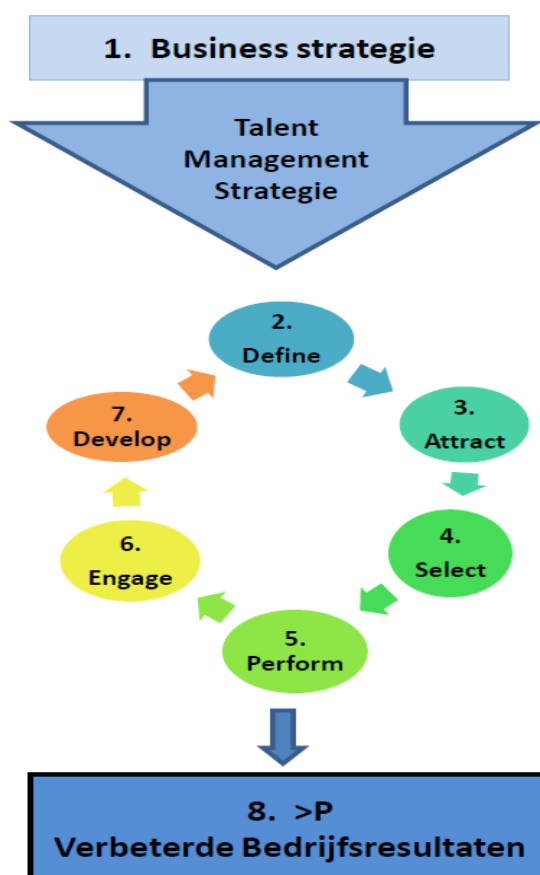 1. Business strategie
Talent
Management
Strategie
2.
Define
3.
Attract
4.
Select
5.
Perform
6.
Engage
7.
Develop
8. >P
Verbeterde Bedrijfsresultaten